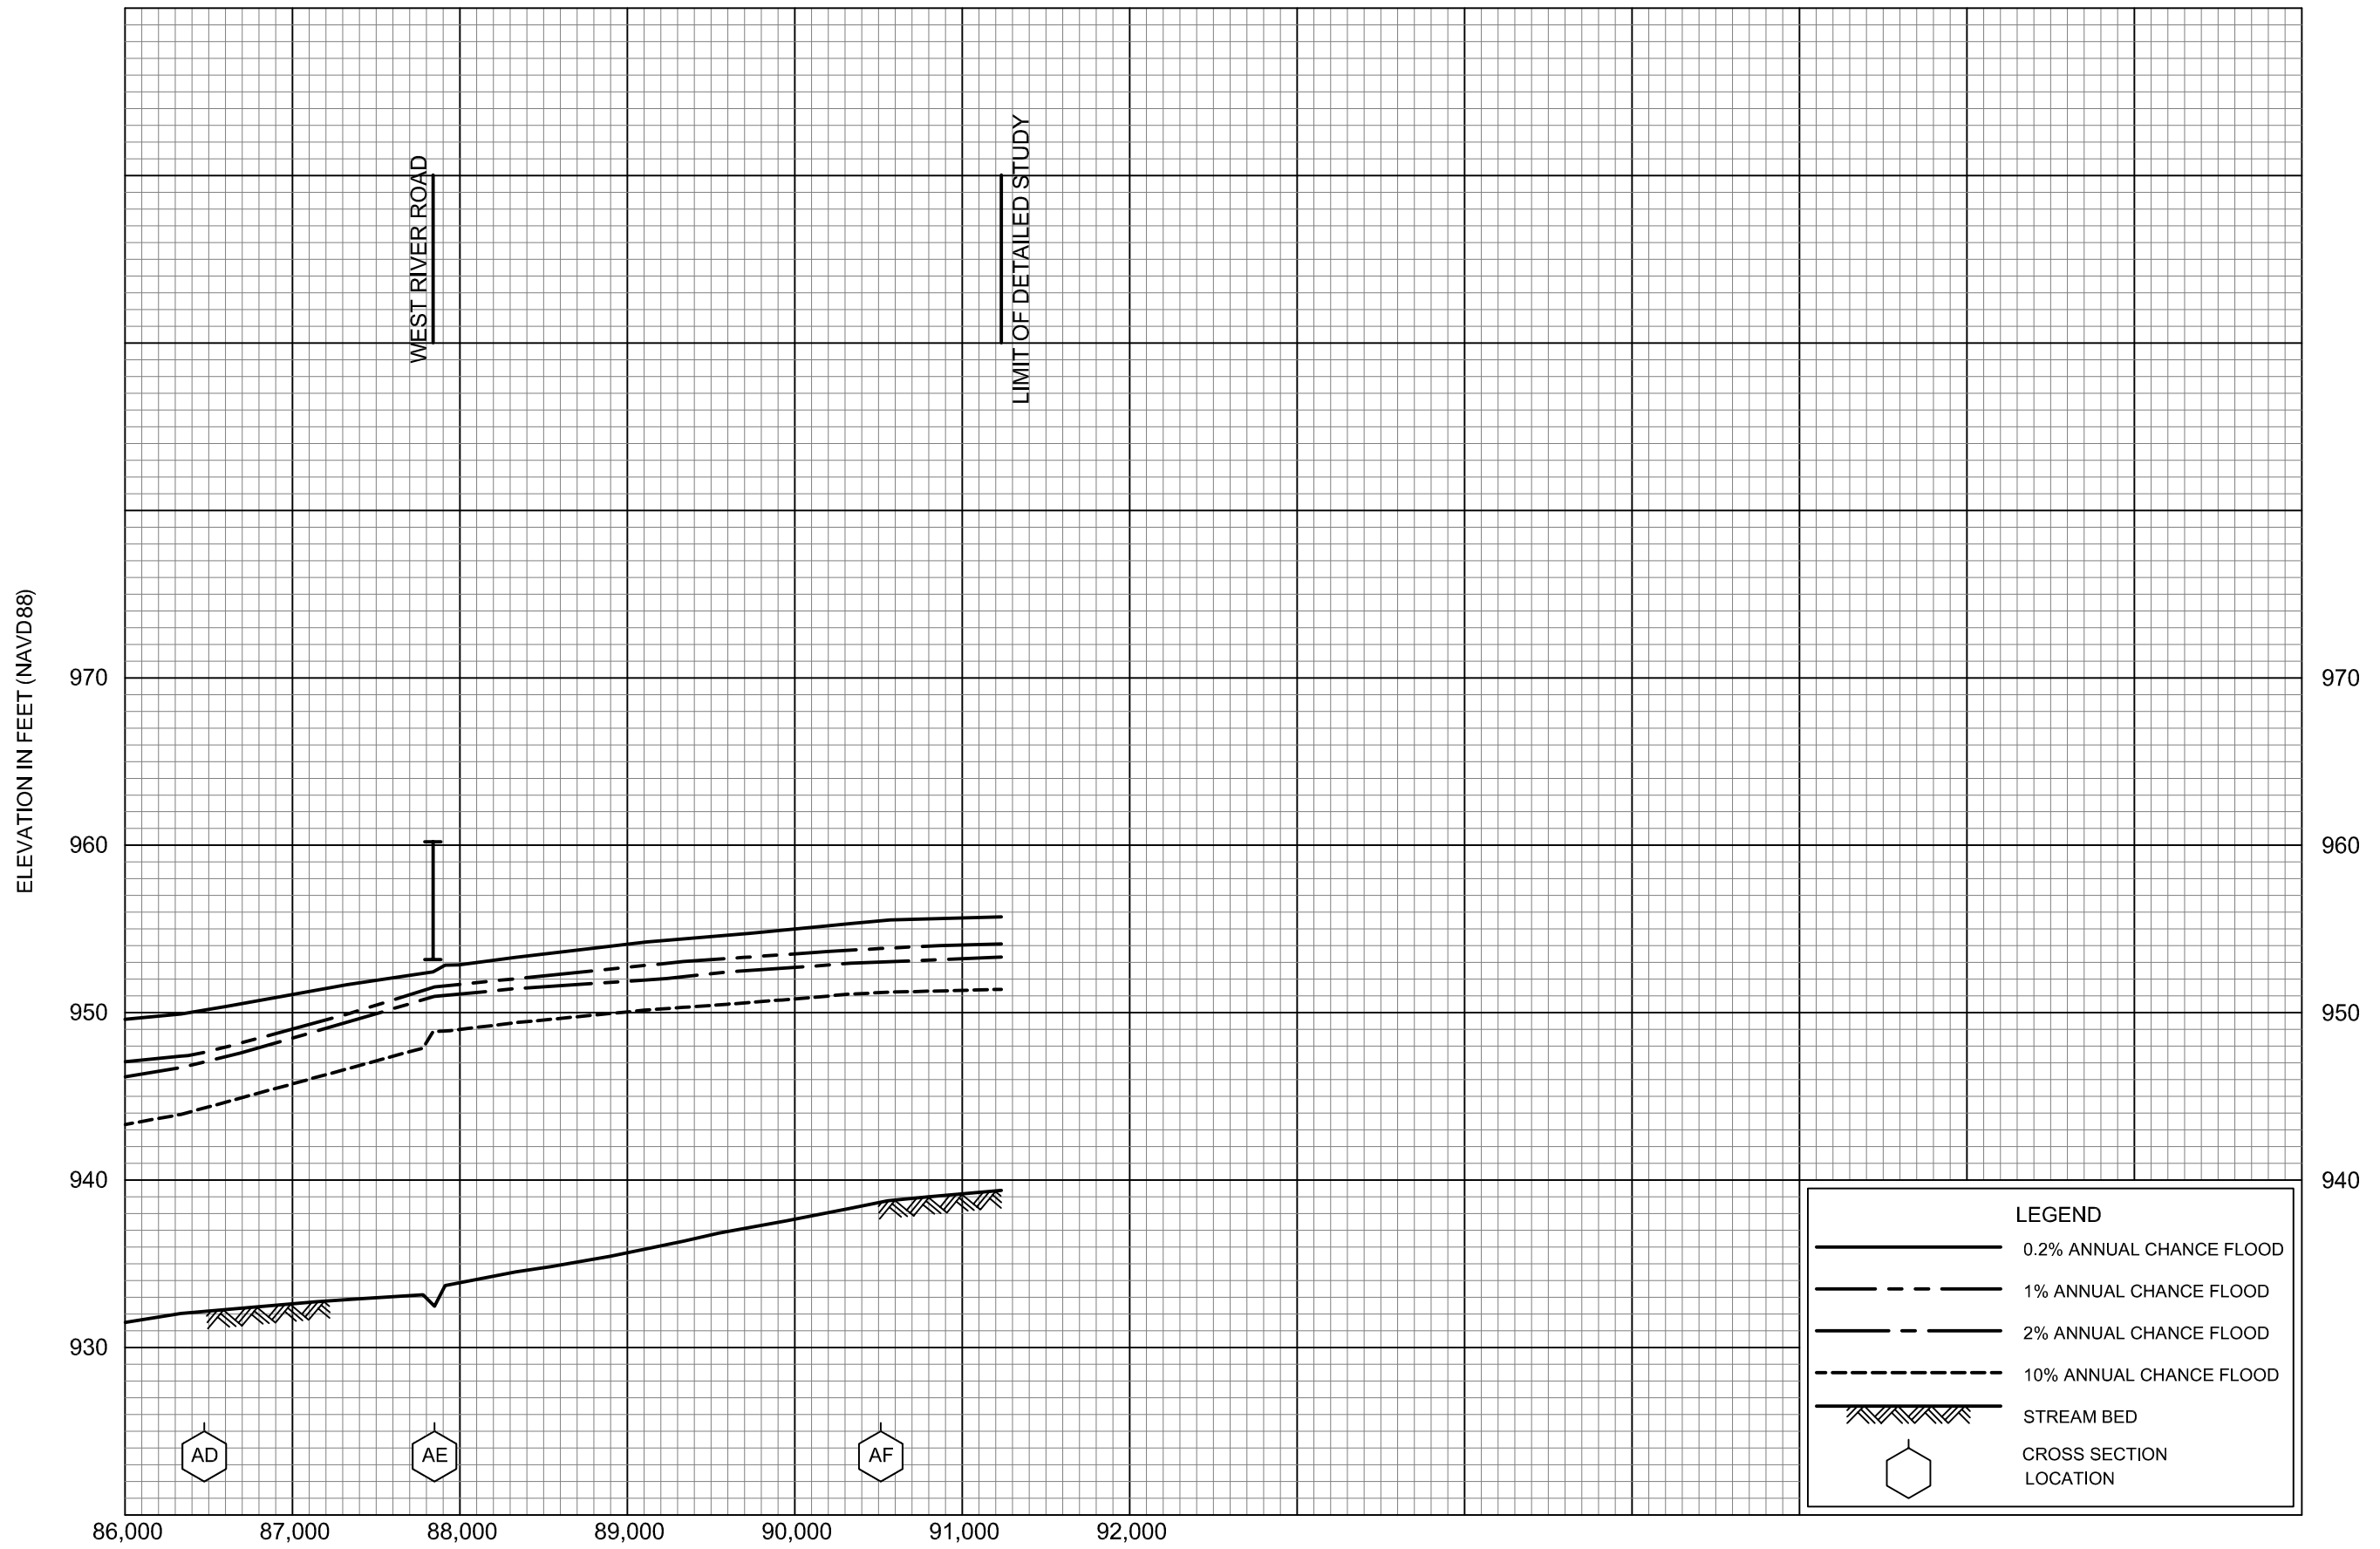 WEST RIVER ROAD
LIMIT OF DETAILED STUDY
ELEVATION IN FEET (NAVD88)
970
970
960
960
950
950
940
940
930
LEGEND
0.2% ANNUAL CHANCE FLOOD
1% ANNUAL CHANCE FLOOD
2% ANNUAL CHANCE FLOOD
10% ANNUAL CHANCE FLOOD
STREAM BED
CROSS SECTION
LOCATION
AD
AE
AF
86,000
87,000
88,000
89,000
90,000
91,000
92,000